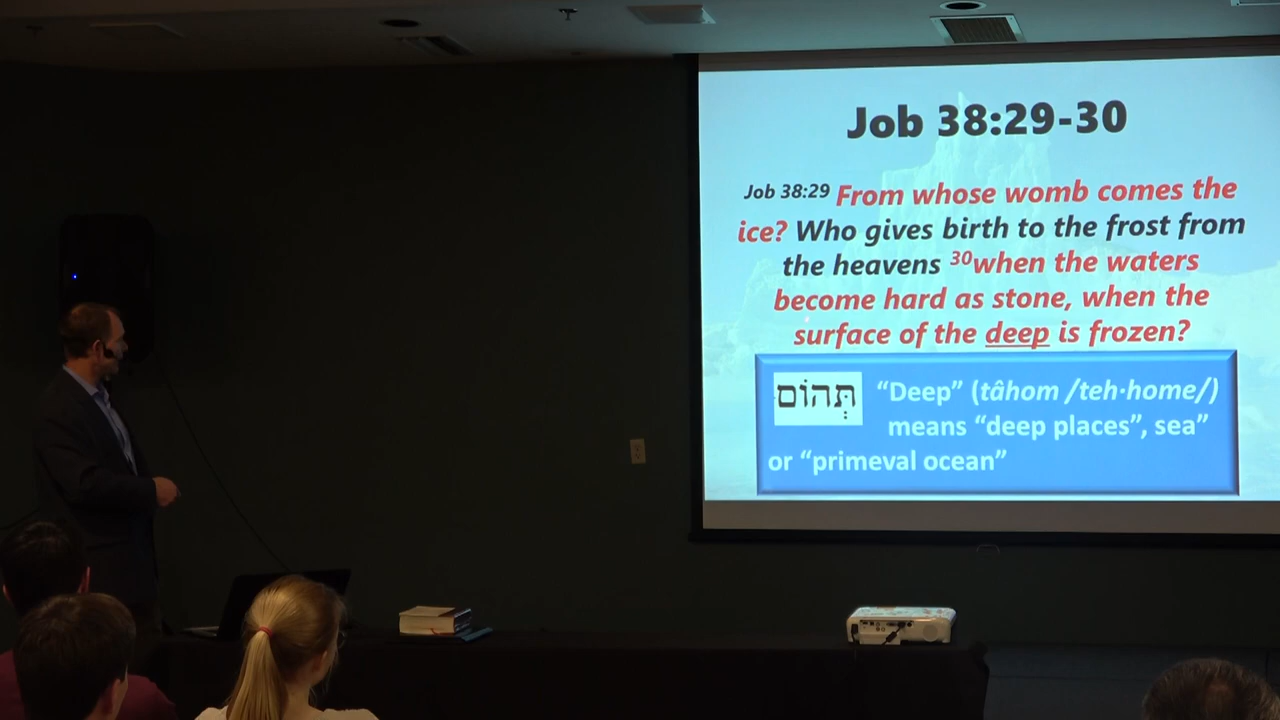 Job 38:29-30
Job 38:29 From whose womb comes the
ice? Who gives birth to the frost from
the heavens 30when the waters
become hard as stone, when the
surface of the deep is frozen?
תְּהוֹם “Deep” (tâhom /teh·home/)
means “deep places”, sea”
or “primeval ocean”